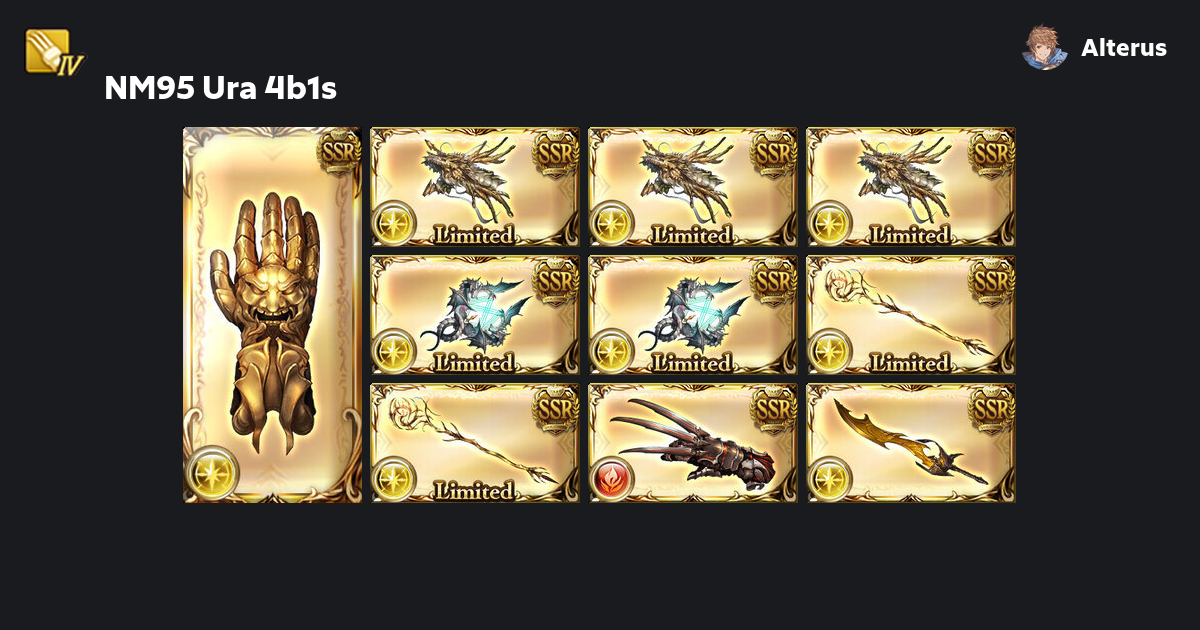 IV
Alterus
NM95 Ura 4b1s
SSR
SSR SSR SSR
Limited Limited Limited
SSR SSR SSR
Limited Limited Limited
SSR SSR SSR
Limited